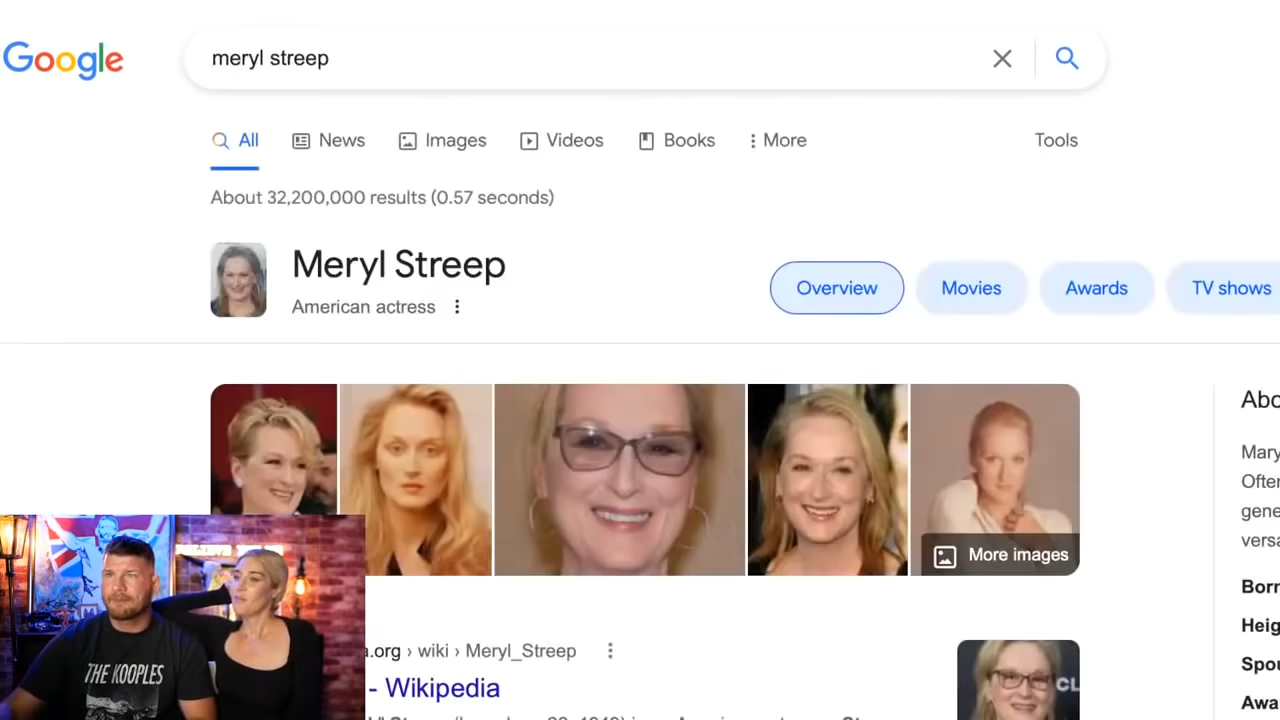 Google
meryl streep
All News Images Videos Books More Tools
About 32,200,000 results (0.57 seconds)
Meryl Streep
American actress
Overview Movies Awards TV shows
More images
Abo
Mary
Ofter
gene
versa
Born
Heig
Spou
Awa
a.org › wiki › Meryl_Streep
- Wikipedia
CL
THE KOOPLES